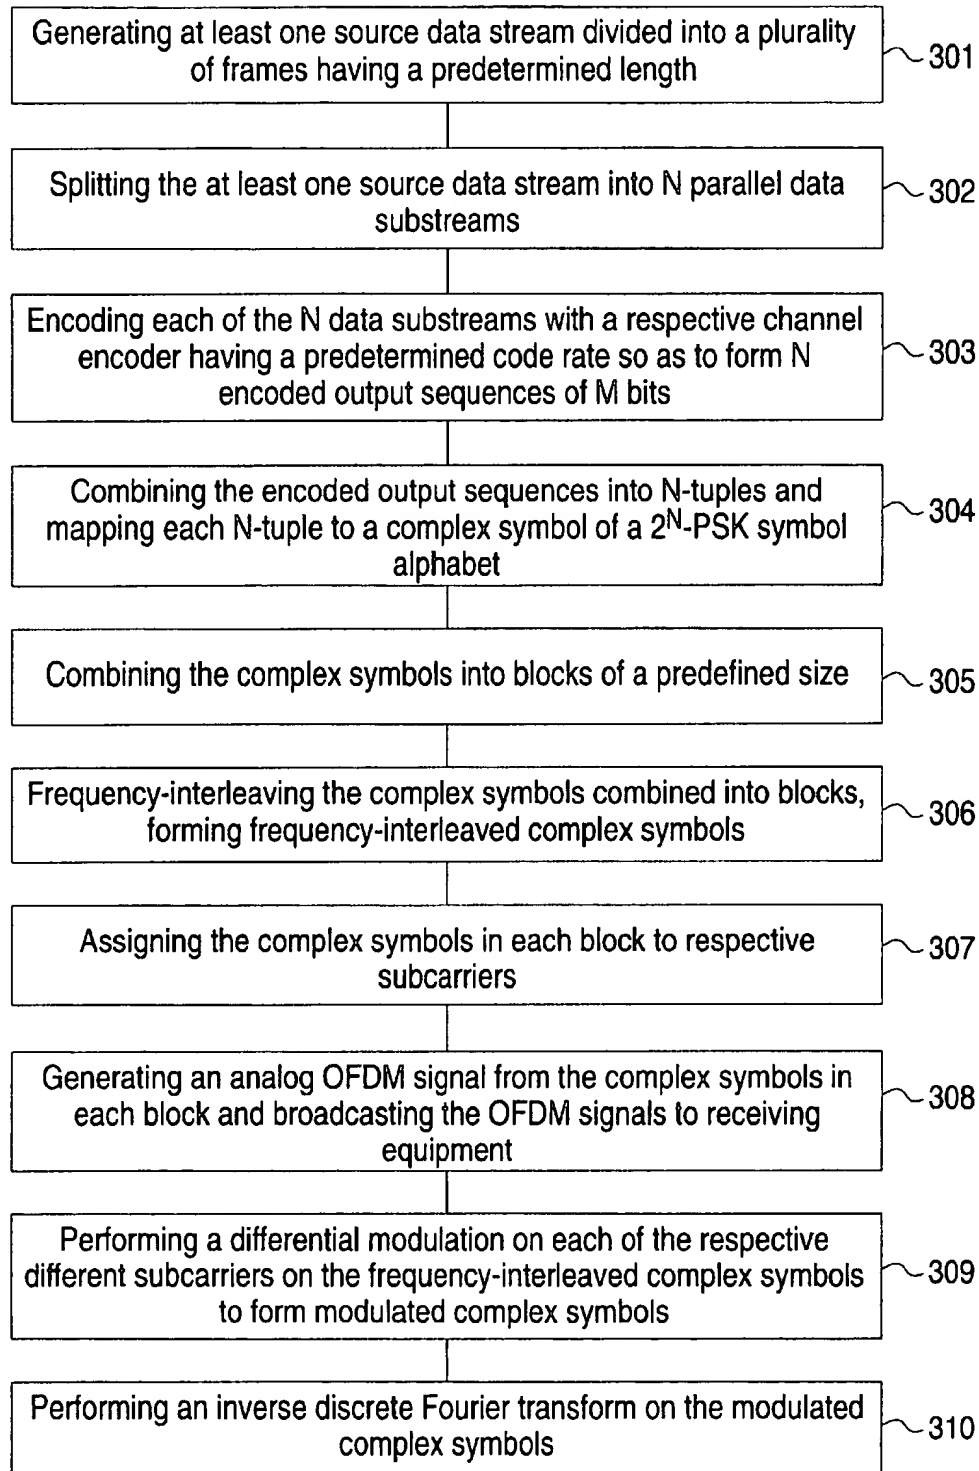 Generating at least one source data stream divided into a plurality
of frames having a predetermined length
301
Splitting the at least one source data stream into N parallel data
substreams
302
Encoding each of the N data substreams with a respective channel
encoder having a predetermined code rate so as to form N
encoded output sequences of M bits
303
Combining the encoded output sequences into N-tuples and
mapping each N-tuple to a complex symbol of a 2^N-PSK symbol
alphabet
304
Combining the complex symbols into blocks of a predefined size
305
Frequency-interleaving the complex symbols combined into blocks,
forming frequency-interleaved complex symbols
306
Assigning the complex symbols in each block to respective
subcarriers
307
Generating an analog OFDM signal from the complex symbols in
each block and broadcasting the OFDM signals to receiving
equipment
308
Performing a differential modulation on each of the respective
different subcarriers on the frequency-interleaved complex symbols
to form modulated complex symbols
309
Performing an inverse discrete Fourier transform on the modulated
complex symbols
310